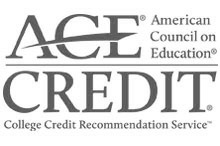 ACE® American
Council on
Education®
CREDIT®
College Credit Recommendation Service™